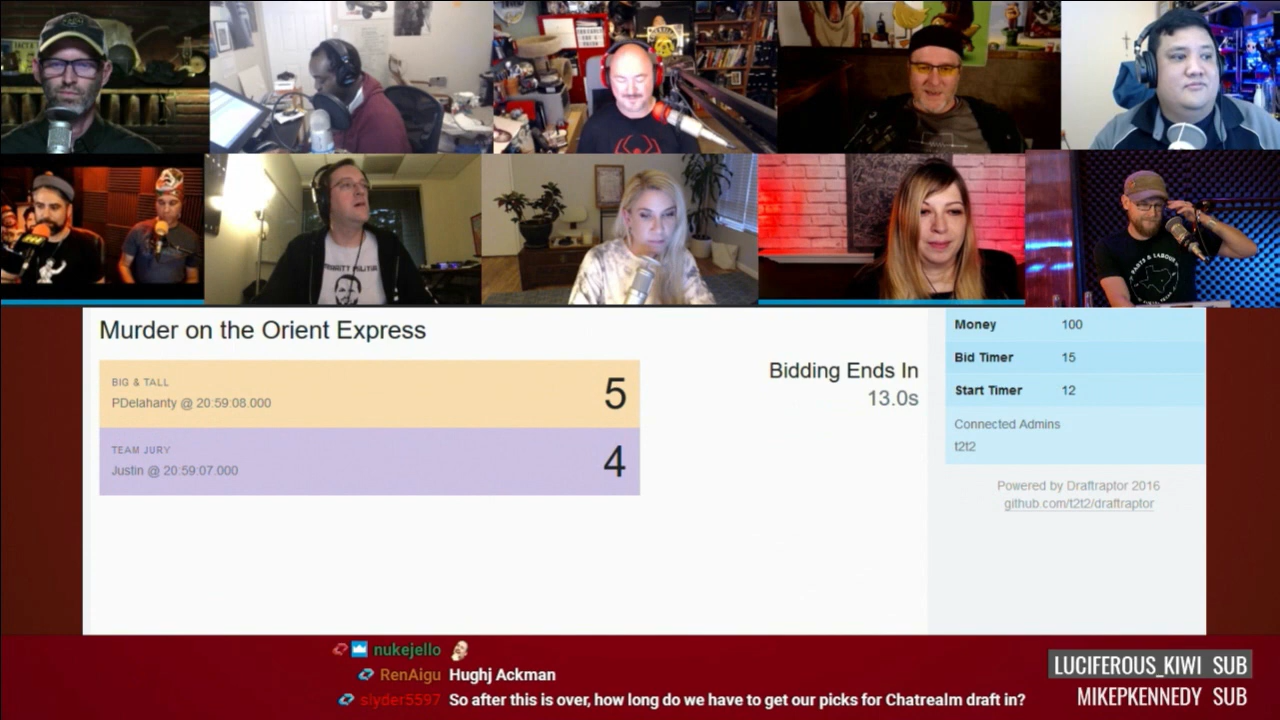 PARTS & LABOUR
Murder on the Orient Express
BIG & TALL
PDelahanty @ 20:59:08.000
5
TEAM JURY
Justin @ 20:59:07.000
4
Bidding Ends In
13.0s
Money 100
Bid Timer 15
Start Timer 12
Connected Admins
t2t2
Powered by Draftraptor 2016
github.com/t2t2/draftraptor
nukejello
RenAigu Hughj Ackman
slyder5597 So after this is over, how long do we have to get our picks for Chatrealm draft in?
LUCIFEROUS_KIWI SUB
MIKEPKENNEDY SUB